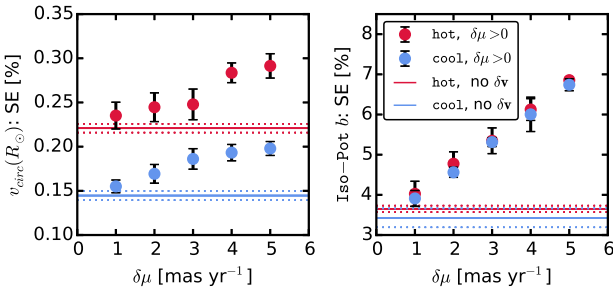 v_circ(R_⊙): SE [%]
0.35
0.30
0.25
0.20
0.15
0.10
0 1 2 3 4 5 6
δμ [mas yr⁻¹]
Iso-Pot b: SE [%]
8
7
6
5
4
3%
hot, δμ>0
cool, δμ>0
hot, no δv
cool, no δv
0 1 2 3 4 5 6
δμ [mas yr⁻¹]